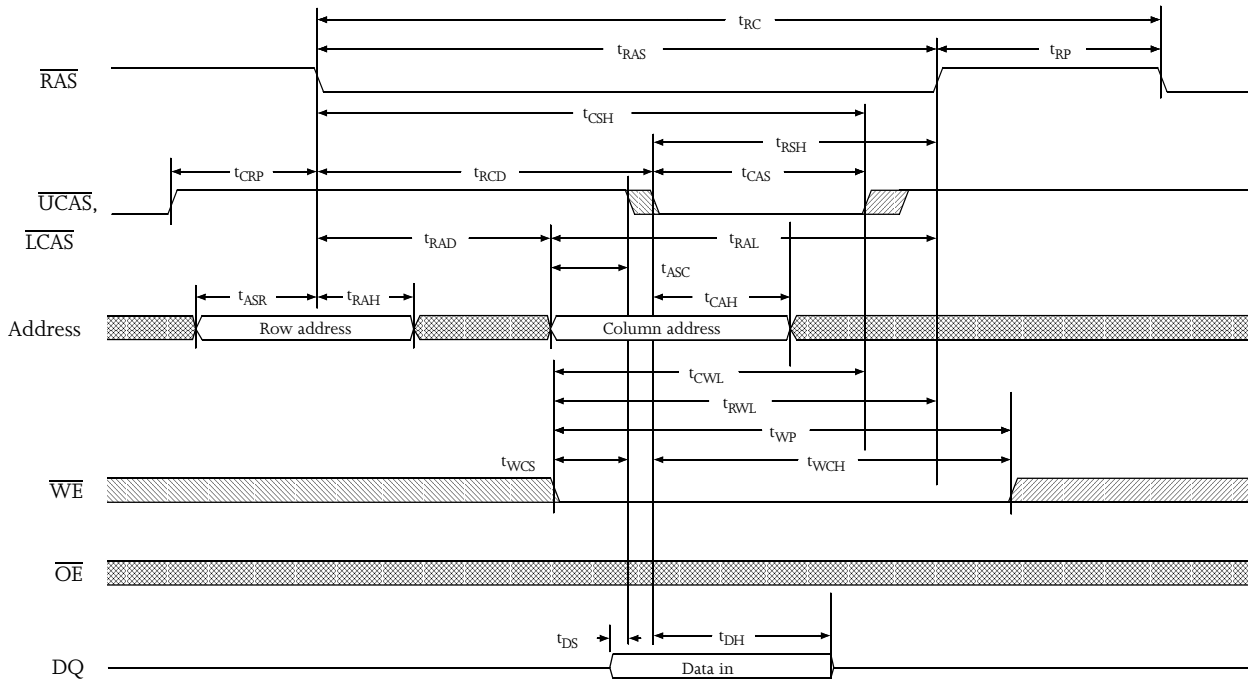 tRC
tRAS
tRP
RAS
tCSH
tRSH
tCRP
tRCD
tCAS
UCAS,
LCAS
tRAD
tRAL
tASC
tASR
tRAH
tCAH
Address
Row address
Column address
tCWL
tRWL
tWP
tWCS
tWCH
WE
OE
tDS
tDH
DQ
Data in